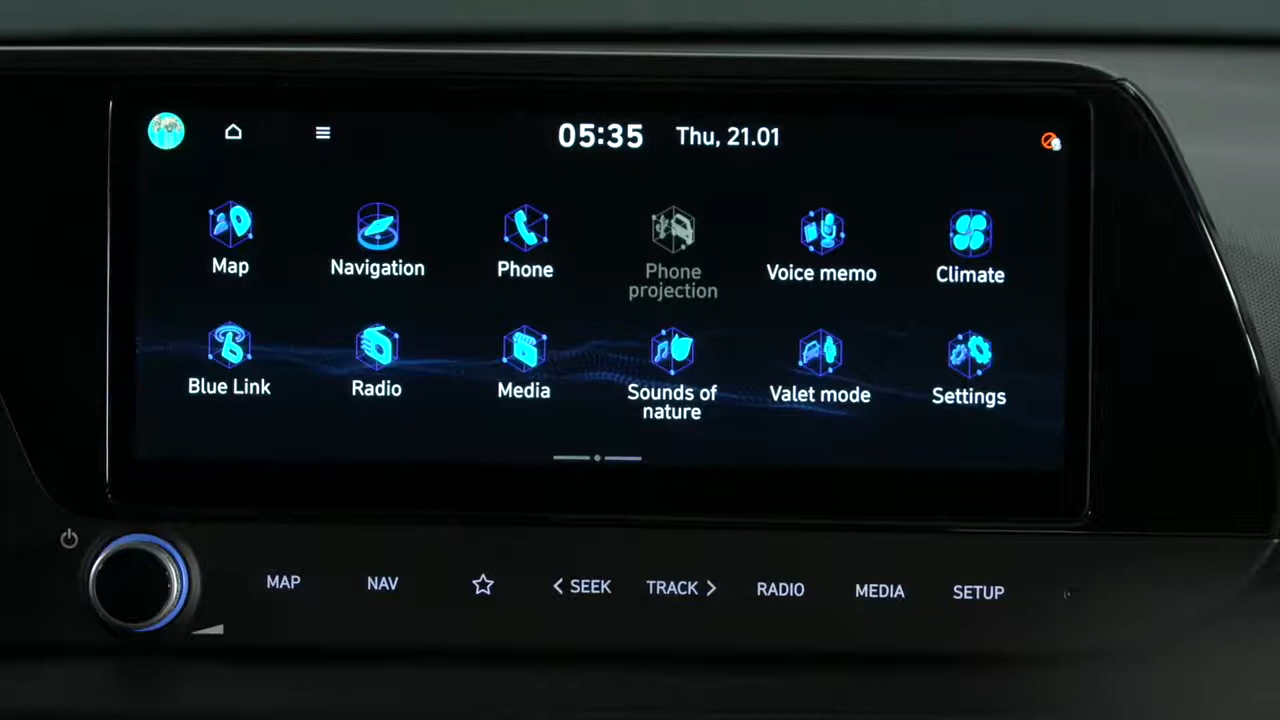 05:35 Thu, 21.01
Map
Navigation
Phone
Phone
projection
Voice memo
Climate
Blue Link
Radio
Media
Sounds of
nature
Valet mode
Settings
MAP NAV < SEEK TRACK > RADIO MEDIA SETUP